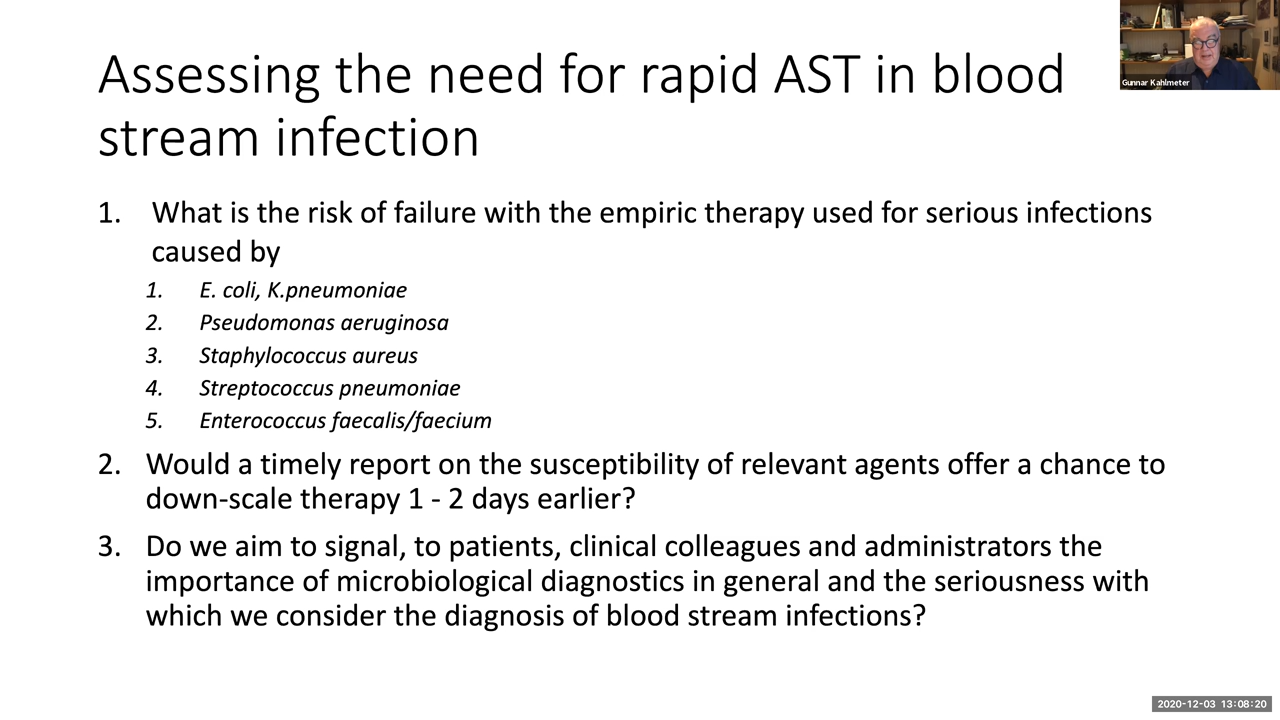 Assessing the need for rapid AST in blood
stream infection
Gunnar Kahlmeter
1. What is the risk of failure with the empiric therapy used for serious infections
caused by
1. E. coli, K.pneumoniae
2. Pseudomonas aeruginosa
3. Staphylococcus aureus
4. Streptococcus pneumoniae
5. Enterococcus faecalis/faecium
2. Would a timely report on the susceptibility of relevant agents offer a chance to
down-scale therapy 1 - 2 days earlier?
3. Do we aim to signal, to patients, clinical colleagues and administrators the
importance of microbiological diagnostics in general and the seriousness with
which we consider the diagnosis of blood stream infections?
2020-12-03 13:08:20